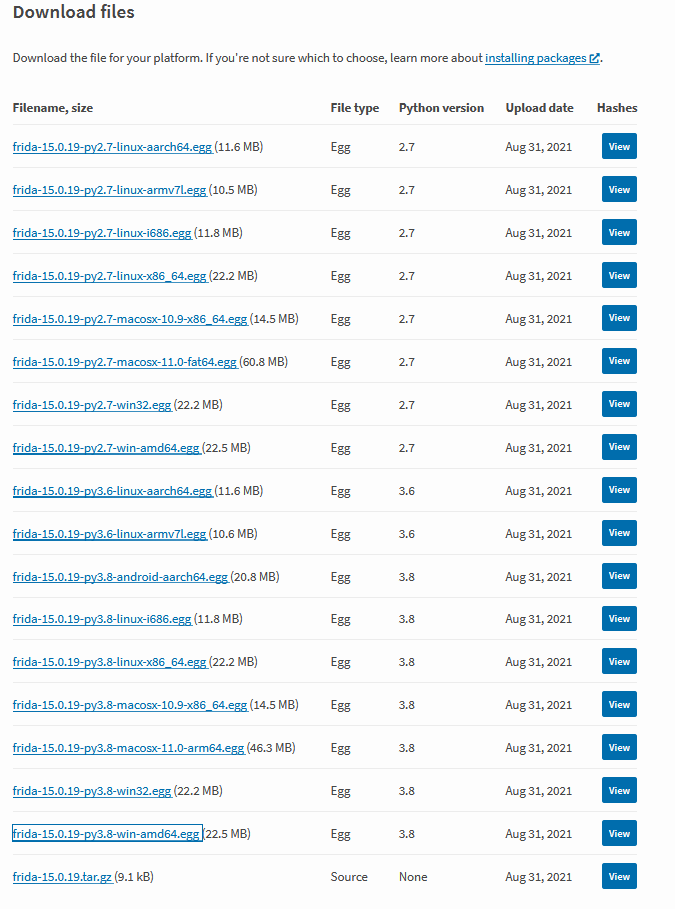 Download files
Download the file for your platform. If you're not sure which to choose, learn more about installing packages.
Filename, size File type Python version Upload date Hashes
frida-15.0.19-py2.7-linux-aarch64.egg (11.6 MB) Egg 2.7 Aug 31, 2021 View
frida-15.0.19-py2.7-linux-armv7l.egg (10.5 MB) Egg 2.7 Aug 31, 2021 View
frida-15.0.19-py2.7-linux-i686.egg (11.8 MB) Egg 2.7 Aug 31, 2021 View
frida-15.0.19-py2.7-linux-x86_64.egg (22.2 MB) Egg 2.7 Aug 31, 2021 View
frida-15.0.19-py2.7-macosx-10.9-x86_64.egg (14.5 MB) Egg 2.7 Aug 31, 2021 View
frida-15.0.19-py2.7-macosx-11.0-fat64.egg (60.8 MB) Egg 2.7 Aug 31, 2021 View
frida-15.0.19-py2.7-win32.egg (22.2 MB) Egg 2.7 Aug 31, 2021 View
frida-15.0.19-py2.7-win-amd64.egg (22.5 MB) Egg 2.7 Aug 31, 2021 View
frida-15.0.19-py3.6-linux-aarch64.egg (11.6 MB) Egg 3.6 Aug 31, 2021 View
frida-15.0.19-py3.6-linux-armv7l.egg (10.6 MB) Egg 3.6 Aug 31, 2021 View
frida-15.0.19-py3.8-android-aarch64.egg (20.8 MB) Egg 3.8 Aug 31, 2021 View
frida-15.0.19-py3.8-linux-i686.egg (11.8 MB) Egg 3.8 Aug 31, 2021 View
frida-15.0.19-py3.8-linux-x86_64.egg (22.2 MB) Egg 3.8 Aug 31, 2021 View
frida-15.0.19-py3.8-macosx-10.9-x86_64.egg (14.5 MB) Egg 3.8 Aug 31, 2021 View
frida-15.0.19-py3.8-macosx-11.0-arm64.egg (46.3 MB) Egg 3.8 Aug 31, 2021 View
frida-15.0.19-py3.8-win32.egg (22.2 MB) Egg 3.8 Aug 31, 2021 View
frida-15.0.19-py3.8-win-amd64.egg (22.5 MB) Egg 3.8 Aug 31, 2021 View
frida-15.0.19.tar.gz (9.1 kB) Source None Aug 31, 2021 View